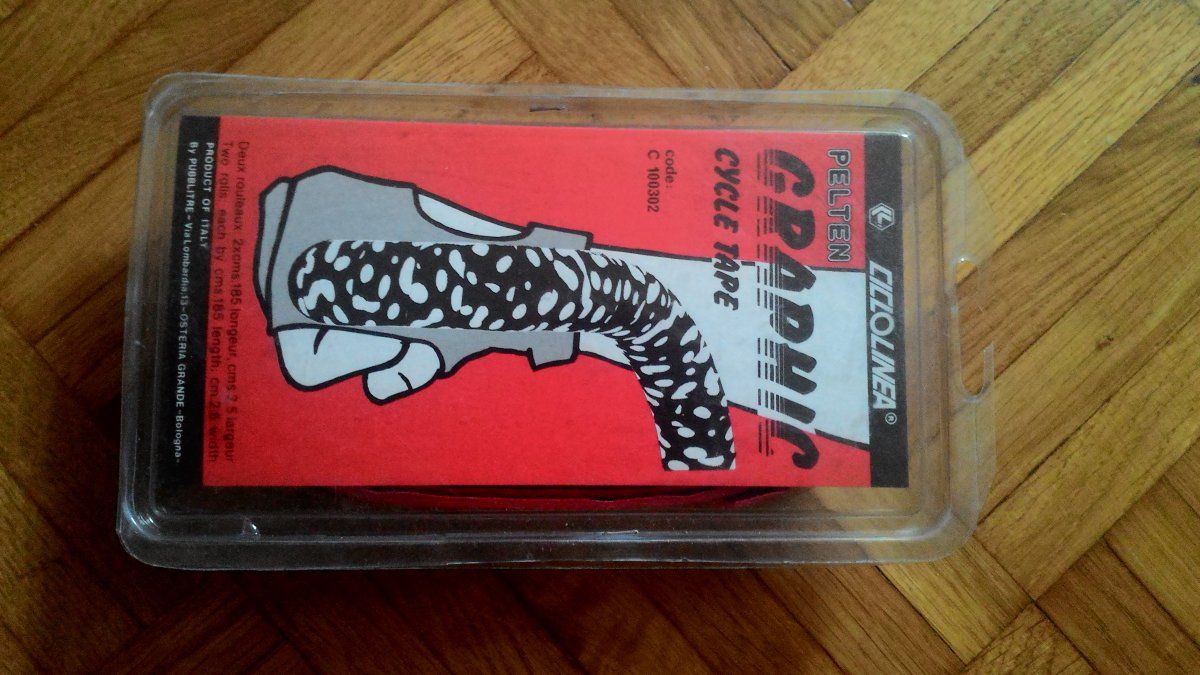 CICLOLINEA®
PELTEN
GRAPHIC
CYCLE TAPE
code:
C 100302
Deux rouleaux: 2xcms 185 longeur, cms 2,5 largeur
Two rolls, each by cms 185 length, cm 2,5 width
PRODUCT OF ITALY
By PUBBLITRE - Via Lombardia, 13 - OSTERIA GRANDE - Bologna -